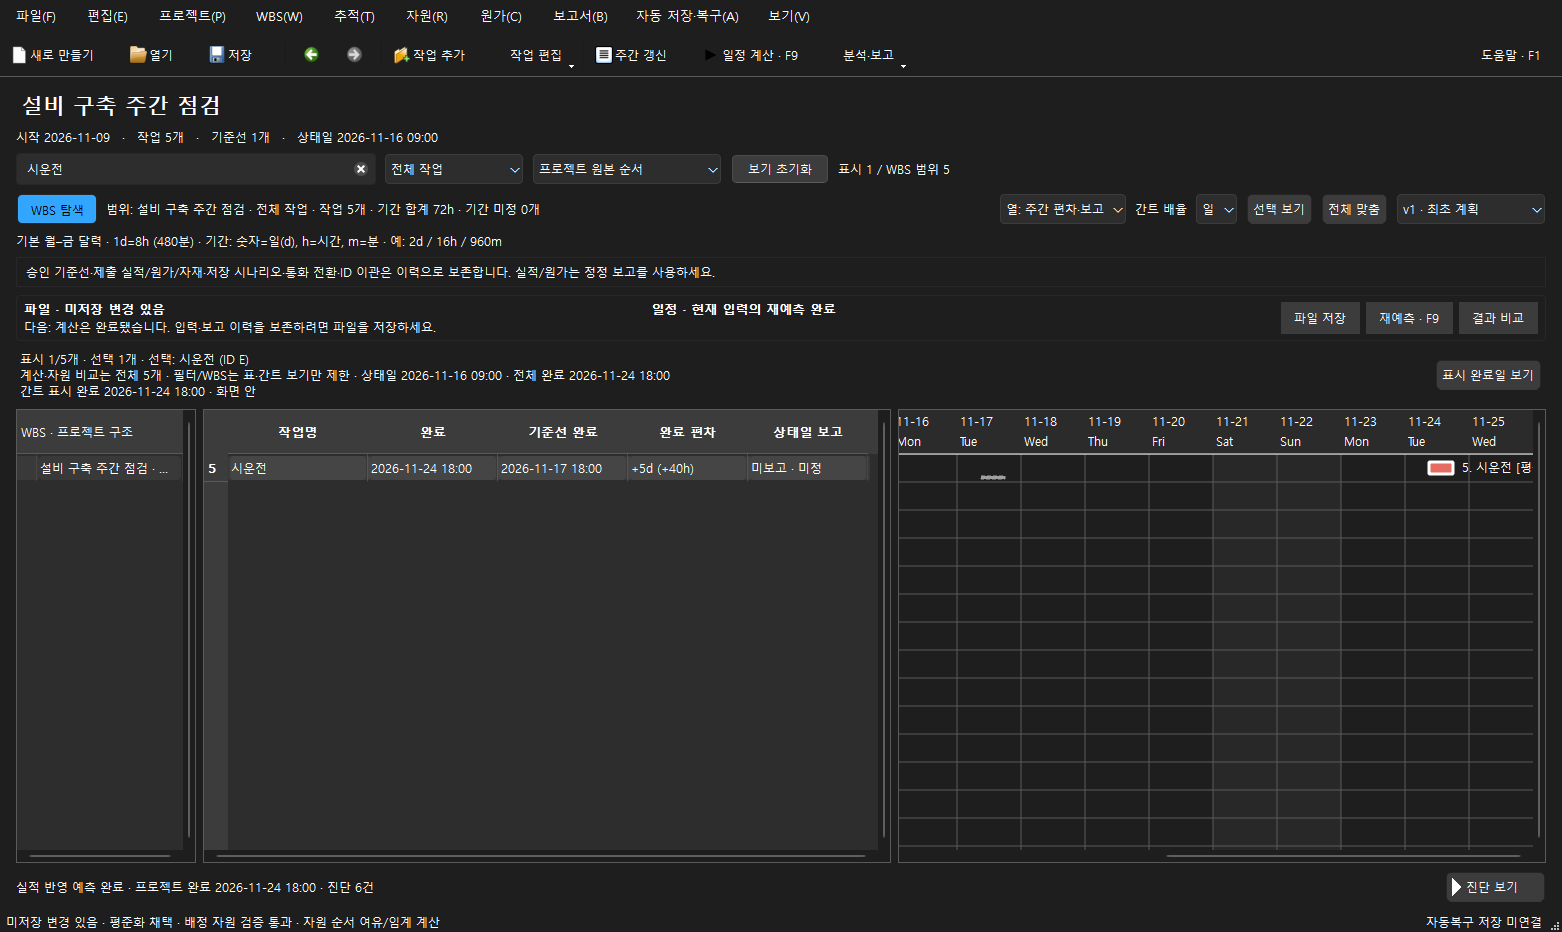 파일(F) 편집(E) 프로젝트(P) WBS(W) 추적(T) 자원(R) 원가(C) 보고서(B) 자동 저장·복구(A) 보기(V)
새로 만들기 열기 저장 작업 추가 작업 편집 주간 갱신 일정 계산 · F9 분석·보고 도움말 · F1
설비 구축 주간 점검
시작 2026-11-09 · 작업 5개 · 기준선 1개 · 상태일 2026-11-16 09:00
시운전 전체 작업 프로젝트 원본 순서 보기 초기화 표시 1 / WBS 범위 5
WBS 탐색 범위: 설비 구축 주간 점검 · 전체 작업 · 작업 5개 · 기간 합계 72h · 기간 미정 0개 열: 주간 편차·보고 간트 배율 일 선택 보기 전체 맞춤 v1 · 최초 계획
기본 월–금 달력 · 1d=8h (480분) · 기간: 숫자=일(d), h=시간, m=분 · 예: 2d / 16h / 960m
승인 기준선·제출 실적/원가/자재·저장 시나리오·통화 전환·ID 이관은 이력으로 보존합니다. 실적/원가는 정정 보고를 사용하세요.
파일 · 미저장 변경 있음 일정 · 현재 입력의 재예측 완료
다음: 계산은 완료됐습니다. 입력·보고 이력을 보존하려면 파일을 저장하세요.
파일 저장 재예측 · F9 결과 비교
표시 1/5개 · 선택 1개 · 선택: 시운전 (ID E)
계산·자원 비교는 전체 5개 · 필터/WBS는 표·간트 보기만 제한 · 상태일 2026-11-16 09:00 · 전체 완료 2026-11-24 18:00
간트 표시 완료 2026-11-24 18:00 · 화면 안
표시 완료일 보기
WBS · 프로젝트 구조
설비 구축 주간 점검 · ...
작업명 완료 기준선 완료 완료 편차 상태일 보고
5 시운전 2026-11-24 18:00 2026-11-17 18:00 +5d (+40h) 미보고 · 미정
11-16 11-17 11-18 11-19 11-20 11-21 11-22 11-23 11-24 11-25
Mon Tue Wed Thu Fri Sat Sun Mon Tue Wed
5. 시운전 [평
실적 반영 예측 완료 · 프로젝트 완료 2026-11-24 18:00 · 진단 6건
진단 보기
미저장 변경 있음 · 평준화 채택 · 배정 자원 검증 통과 · 자원 순서 여유/임계 계산
자동복구 저장 미연결